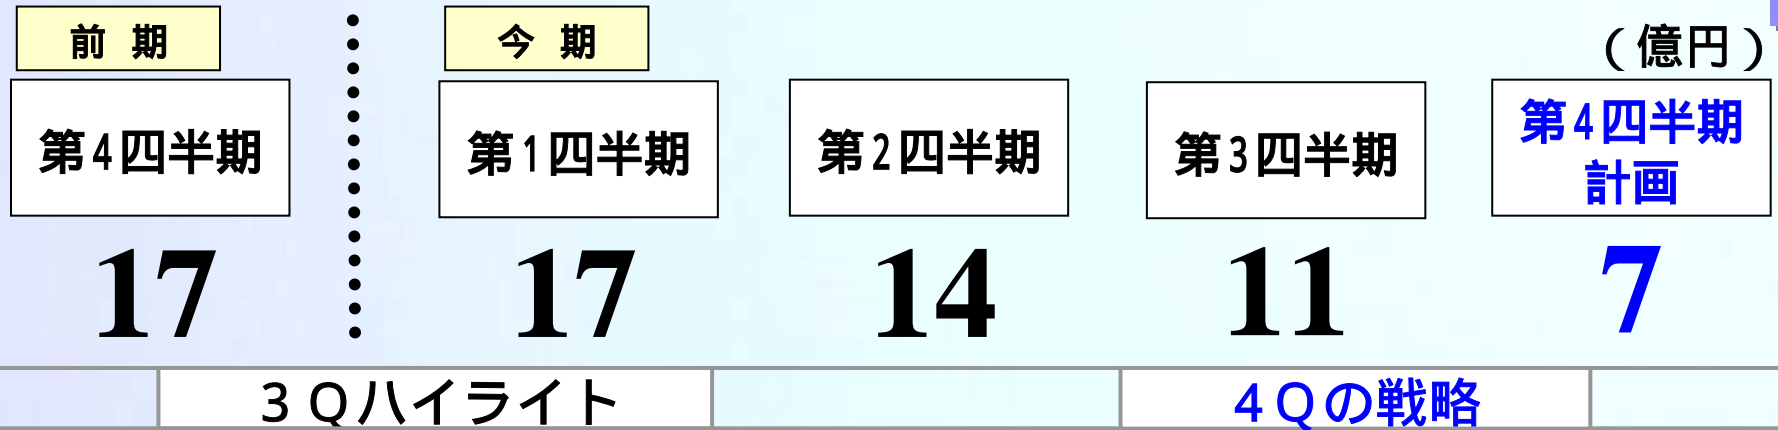 前 期
今 期
（億円）
第4四半期
第1四半期
第2四半期
第3四半期
第4四半期
計画
17
17
14
11
7
３Ｑハイライト
４Ｑの戦略